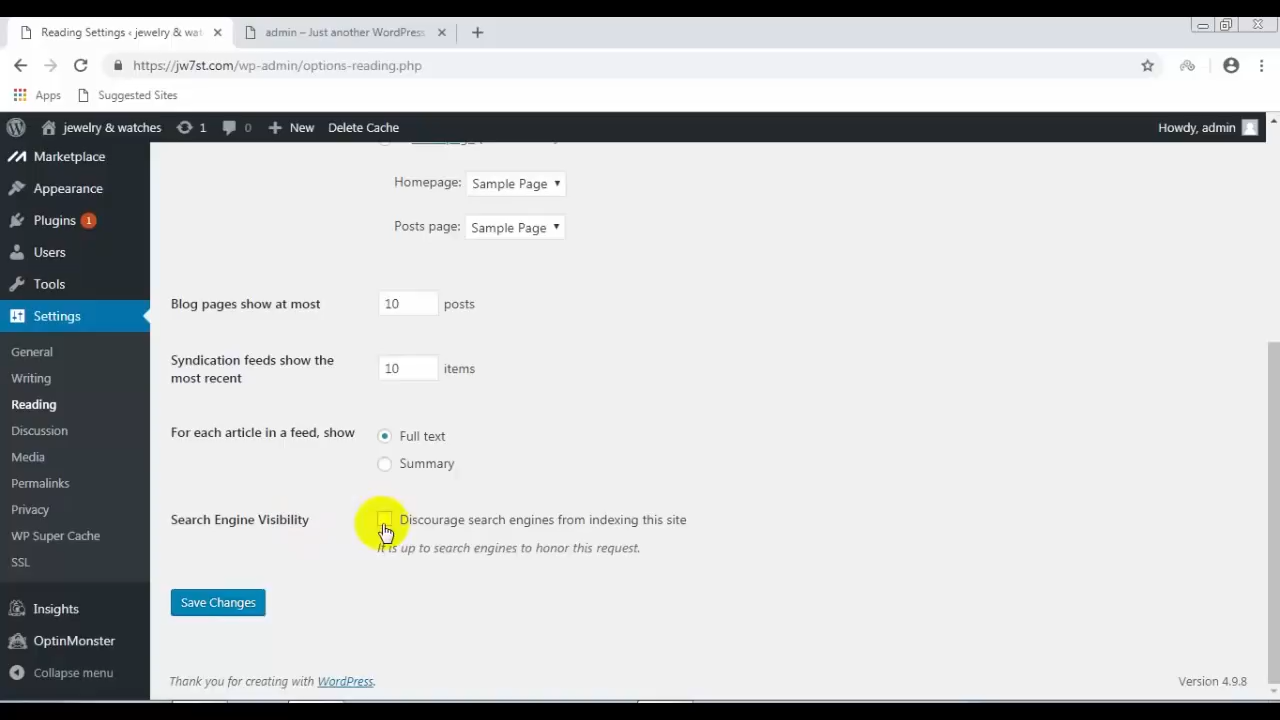 Reading Settings ‹ jewelry & wat
admin – Just another WordPress
https://jw7st.com/wp-admin/options-reading.php
Apps
Suggested Sites
jewelry & watches
1
0
New
Delete Cache
Howdy, admin
Marketplace
Appearance
Plugins 1
Users
Tools
Settings
General
Writing
Reading
Discussion
Media
Permalinks
Privacy
WP Super Cache
SSL
Insights
OptinMonster
Collapse menu
Homepage: Sample Page
Posts page: Sample Page
Blog pages show at most 10 posts
Syndication feeds show the
most recent
10 items
For each article in a feed, show
Full text
Summary
Search Engine Visibility
Discourage search engines from indexing this site
It is up to search engines to honor this request.
Save Changes
Thank you for creating with WordPress.
Version 4.9.8